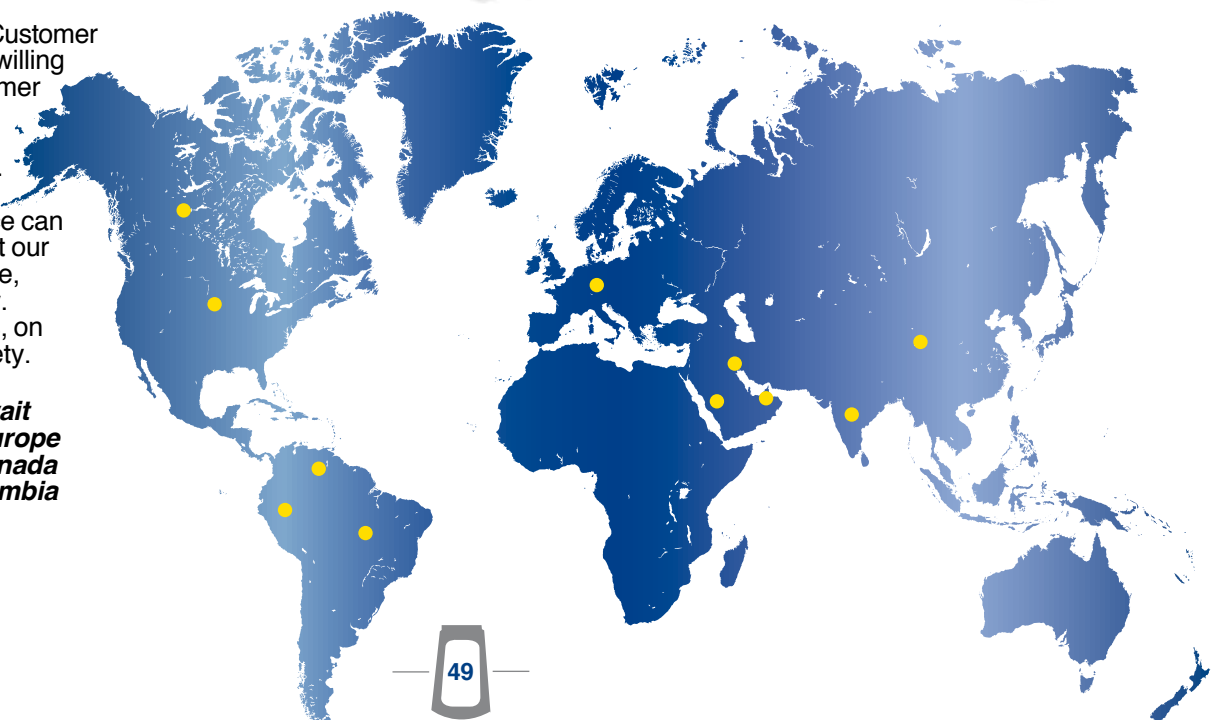 Customer
willing
mer
.
e can
t our
e,
.
, on
ety.
ait
urope
nada
mbia
49